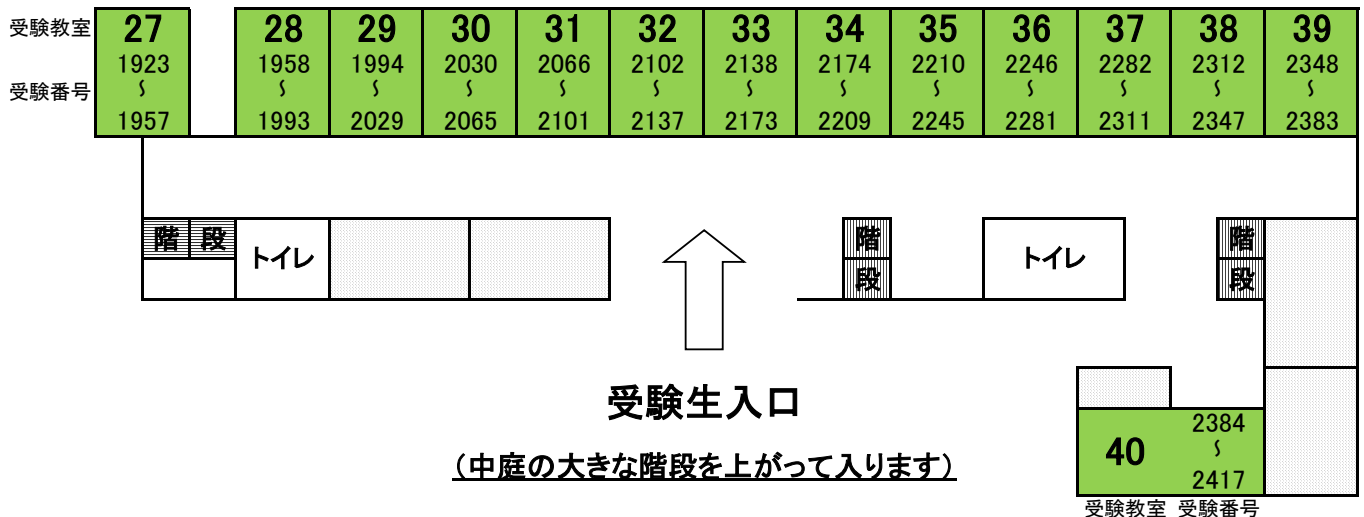 受験教室 27 28 29 30 31 32 33 34 35 36 37 38 39
1923 1958 1994 2030 2066 2102 2138 2174 2210 2246 2282 2312 2348
受験番号 ~ ~ ~ ~ ~ ~ ~ ~ ~ ~ ~ ~ ~
1957 1993 2029 2065 2101 2137 2173 2209 2245 2281 2311 2347 2383
階 段 トイレ 階段 トイレ 階段
受験生入口
(中庭の大きな階段を上がって入ります)
40 2384
~
2417
受験教室 受験番号